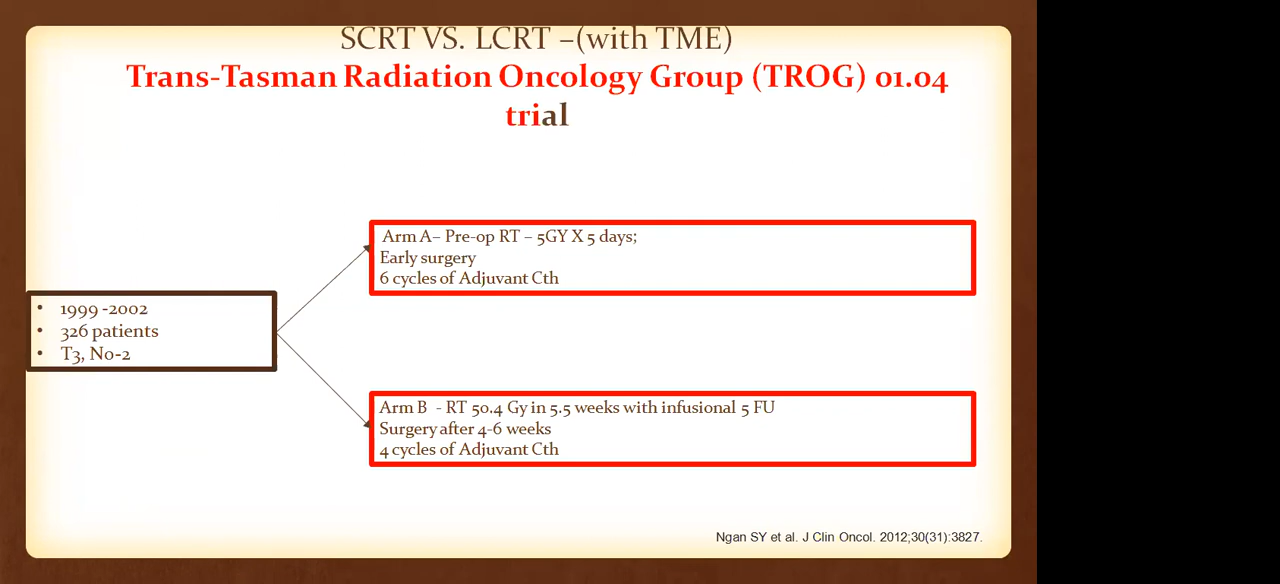 SCRT VS. LCRT –(with TME)
Trans-Tasman Radiation Oncology Group (TROG) 01.04
trial
Arm A– Pre-op RT – 5GY X 5 days;
Early surgery
6 cycles of Adjuvant Cth
• 1999 -2002
• 326 patients
• T3, N0-2
Arm B - RT 50.4 Gy in 5.5 weeks with infusional 5 FU
Surgery after 4-6 weeks
4 cycles of Adjuvant Cth
Ngan SY et al. J Clin Oncol. 2012;30(31):3827.